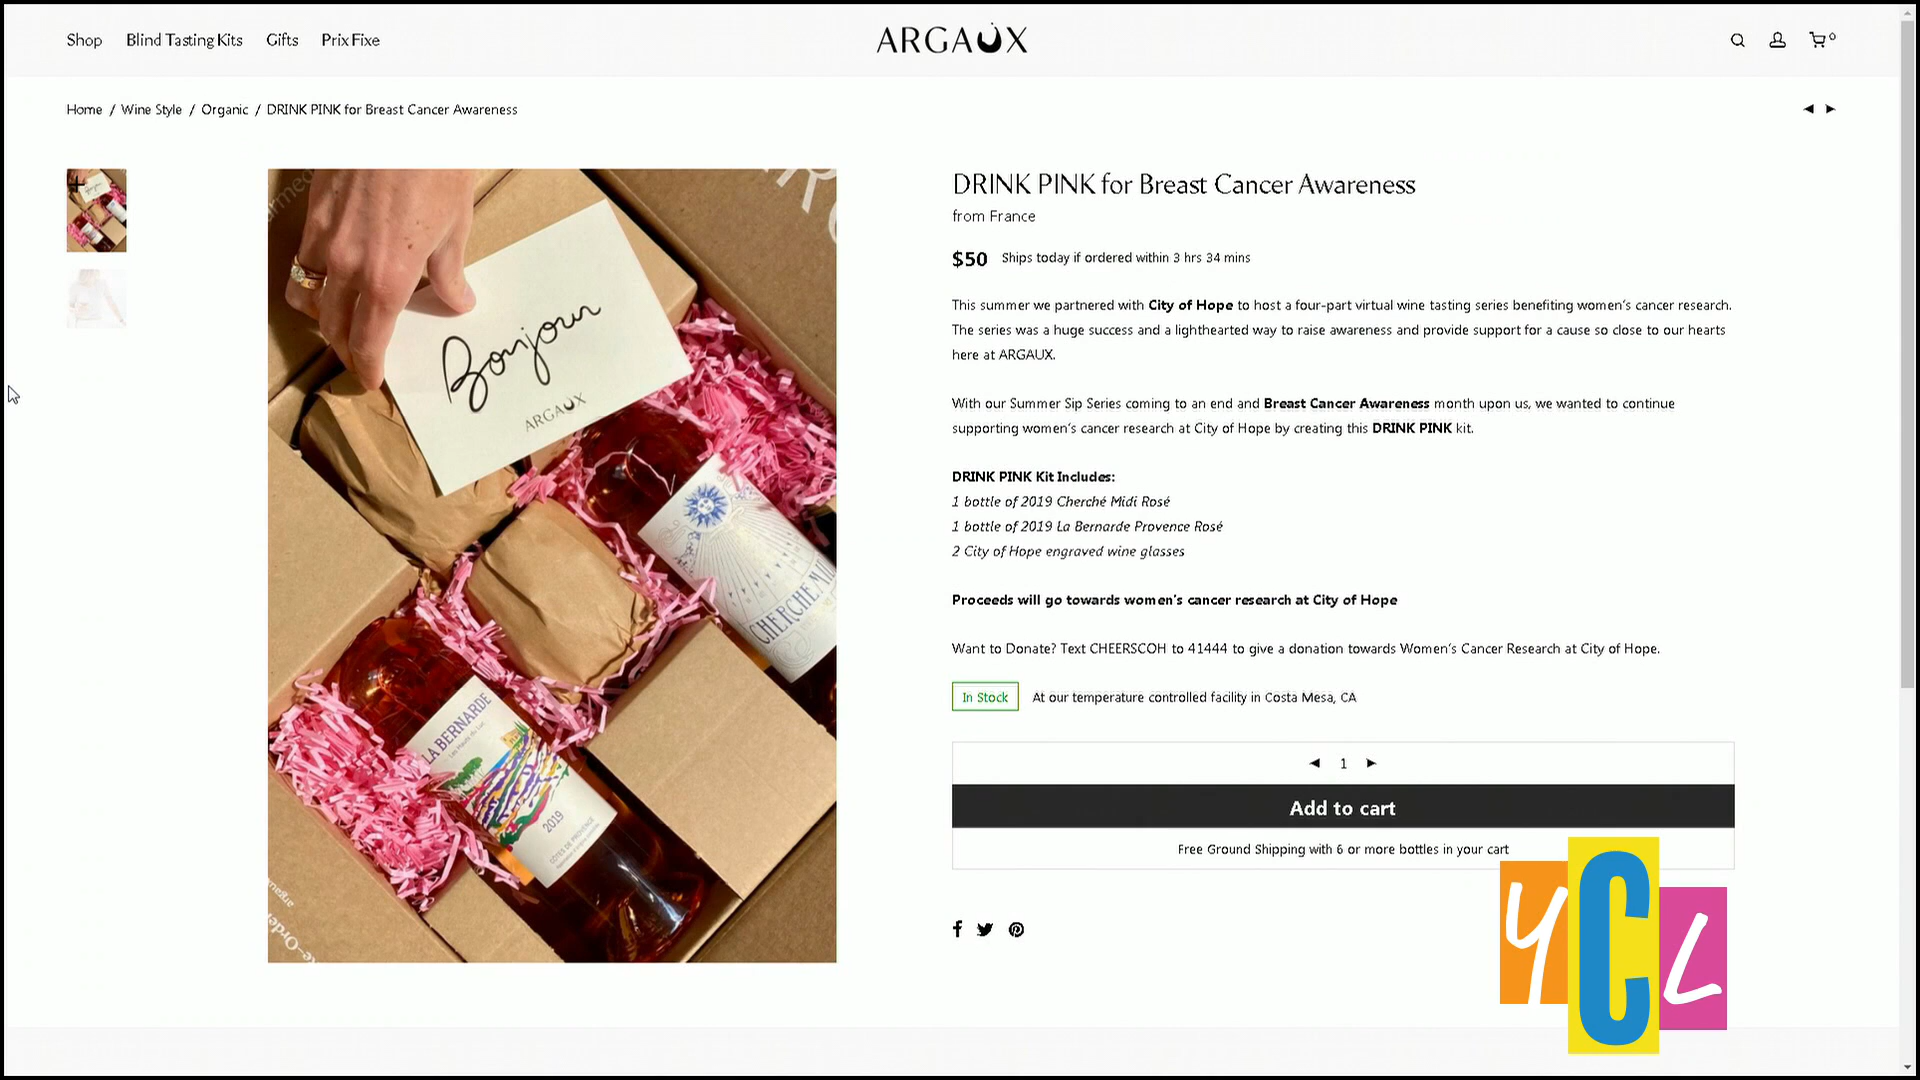 Shop Blind Tasting Kits Gifts Prix Fixe
ARGAUX
0
Home / Wine Style / Organic / DRINK PINK for Breast Cancer Awareness
DRINK PINK for Breast Cancer Awareness
from France
$50 Ships today if ordered within 3 hrs 34 mins
This summer we partnered with City of Hope to host a four-part virtual wine tasting series benefiting women's cancer research.
The series was a huge success and a lighthearted way to raise awareness and provide support for a cause so close to our hearts
here at ARGAUX.
With our Summer Sip Series coming to an end and Breast Cancer Awareness month upon us, we wanted to continue
supporting women's cancer research at City of Hope by creating this DRINK PINK kit.
DRINK PINK Kit Includes:
1 bottle of 2019 Cherché Midi Rosé
1 bottle of 2019 La Bernarde Provence Rosé
2 City of Hope engraved wine glasses
Proceeds will go towards women's cancer research at City of Hope
Want to Donate? Text CHEERSCOH to 41444 to give a donation towards Women's Cancer Research at City of Hope.
In Stock At our temperature controlled facility in Costa Mesa, CA
1
Add to cart
Free Ground Shipping with 6 or more bottles in your cart
Bonjour
ARGAUX
LA BERNARDE
Les Hauts du Luc
2019
CÔTES DE PROVENCE
YCL